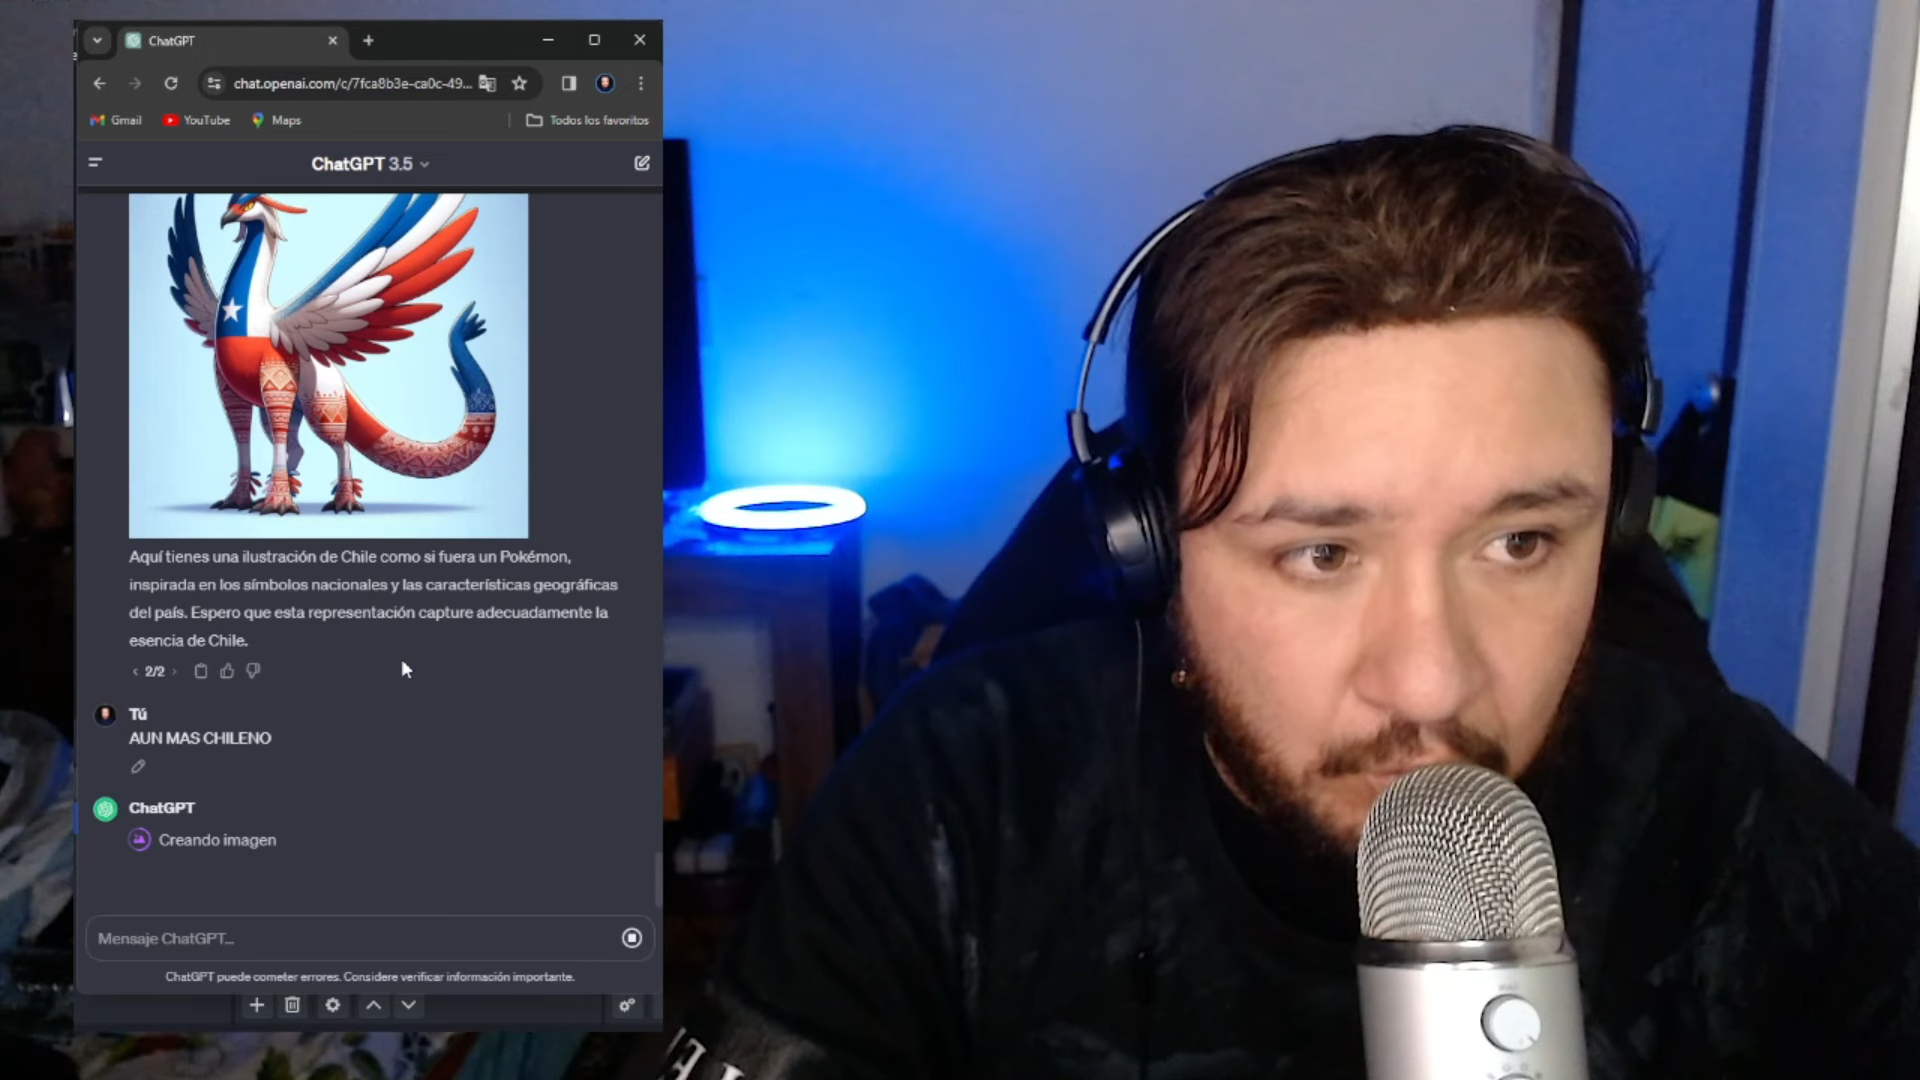 ChatGPT
chat.openai.com/c/7fca8b3e-ca0c-49...
Gmail
YouTube
Maps
Todos los favoritos
ChatGPT 3.5
Aquí tienes una ilustración de Chile como si fuera un Pokémon,
inspirada en los símbolos nacionales y las características geográficas
del país. Espero que esta representación capture adecuadamente la
esencia de Chile.
2/2
Tú
AUN MAS CHILENO
ChatGPT
Creando imagen
Mensaje ChatGPT...
ChatGPT puede cometer errores. Considere verificar información importante.